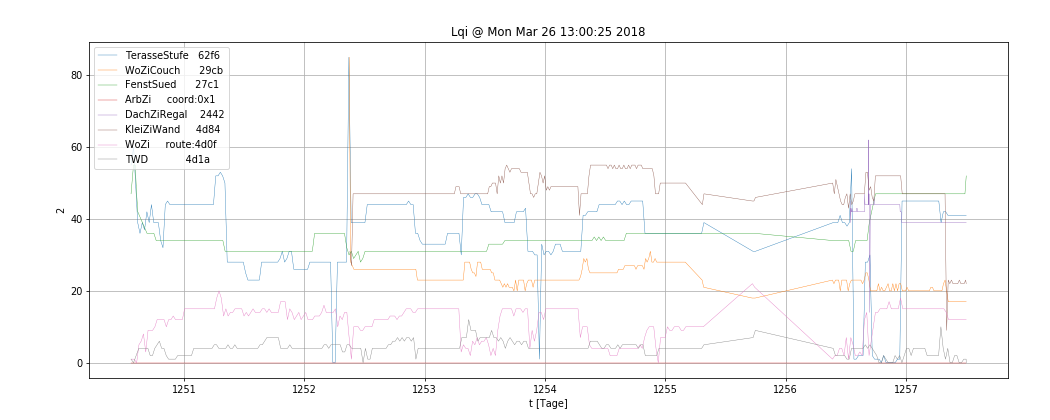 Lqi @ Mon Mar 26 13:00:25 2018
TerasseStufe 62f6
WoZiCouch 29cb
FenstSued 27c1
ArbZi coord:0x1
DachZiRegal 2442
KleiZiWand 4d84
WoZi route:4d0f
TWD 4d1a
80
60
40
20
0
2
1251 1252 1253 1254 1255 1256 1257
t [Tage]